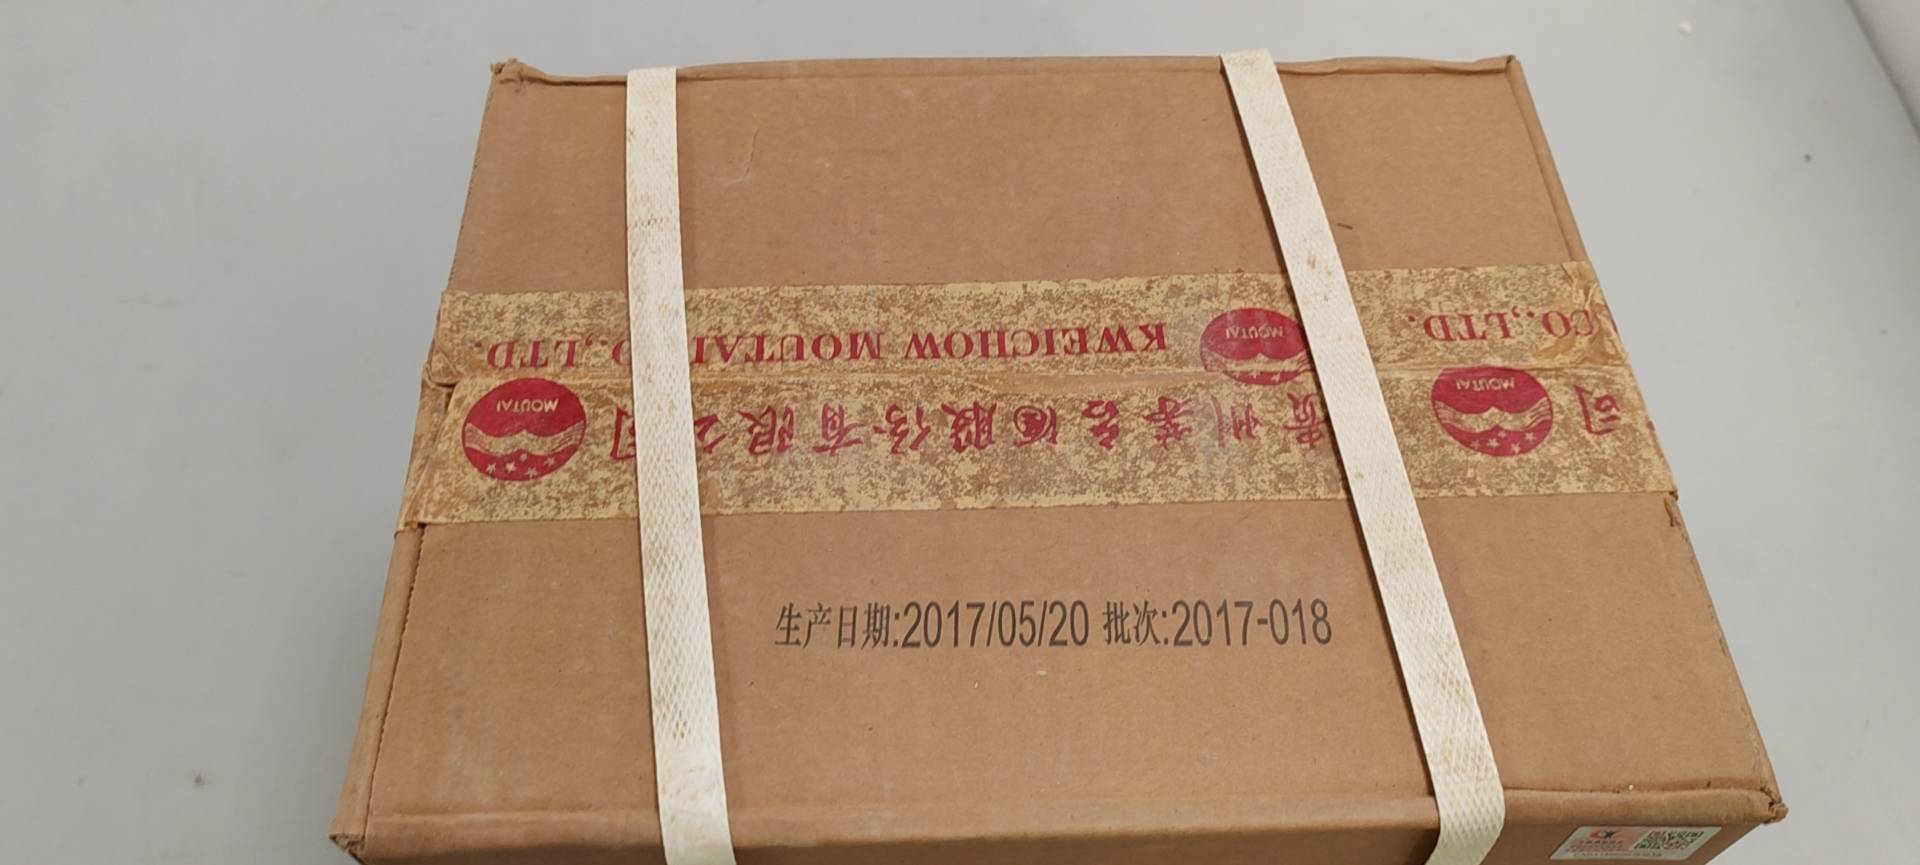 CO.,LTD. MOUTAI KWEICHOW MOUTAI CO.,LTD.
司 MOUTAI 贵州茅台酒股份有限公司 MOUTAI
生产日期:2017/05/20 批次:2017-018